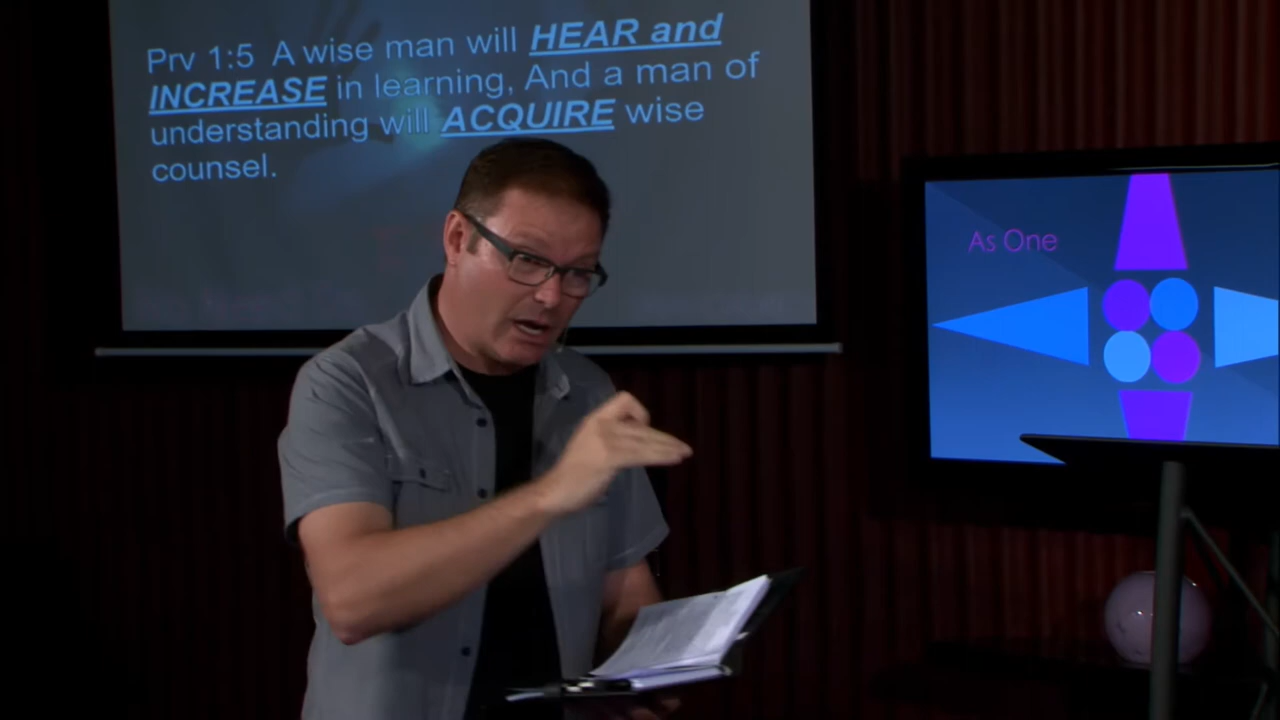 Prv 1:5 A wise man will HEAR and
INCREASE in learning, And a man of
understanding will ACQUIRE wise
counsel.
As One